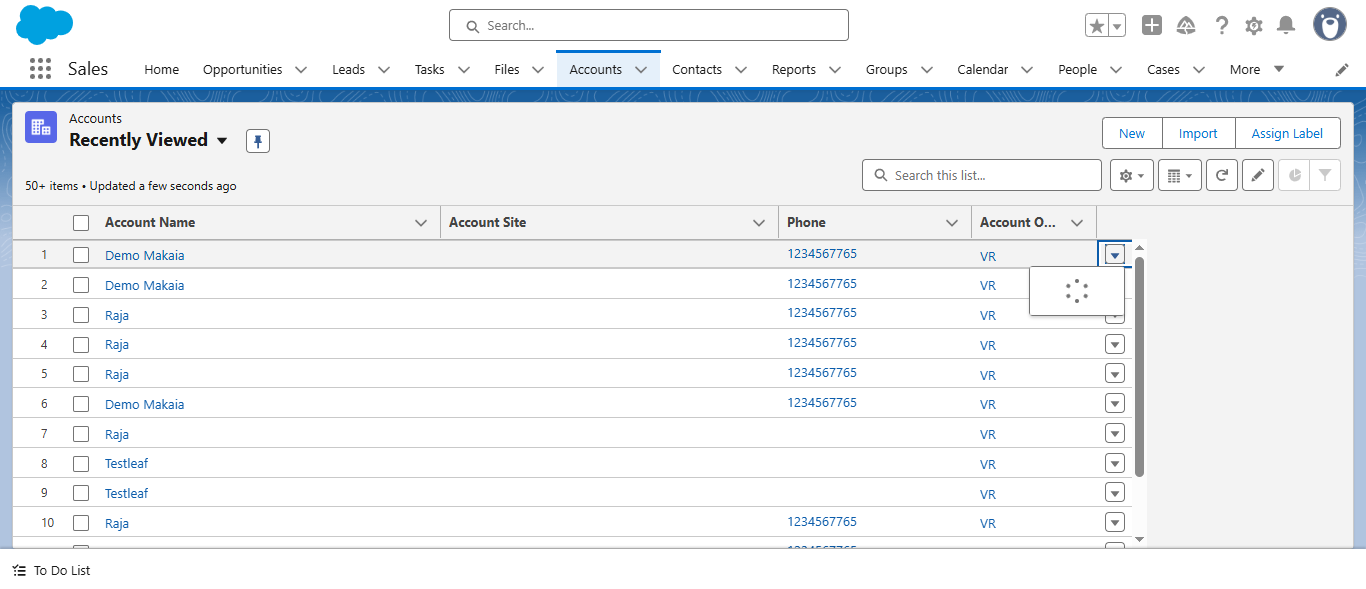 Search...
Sales Home Opportunities Leads Tasks Files Accounts Contacts Reports Groups Calendar People Cases More
Accounts
Recently Viewed
New Import Assign Label
50+ items • Updated a few seconds ago
Search this list...
Account Name Account Site Phone Account O...
1 Demo Makaia 1234567765 VR
2 Demo Makaia 1234567765 VR
3 Raja 1234567765 VR
4 Raja 1234567765 VR
5 Raja 1234567765 VR
6 Demo Makaia 1234567765 VR
7 Raja VR
8 Testleaf VR
9 Testleaf VR
10 Raja 1234567765 VR
To Do List